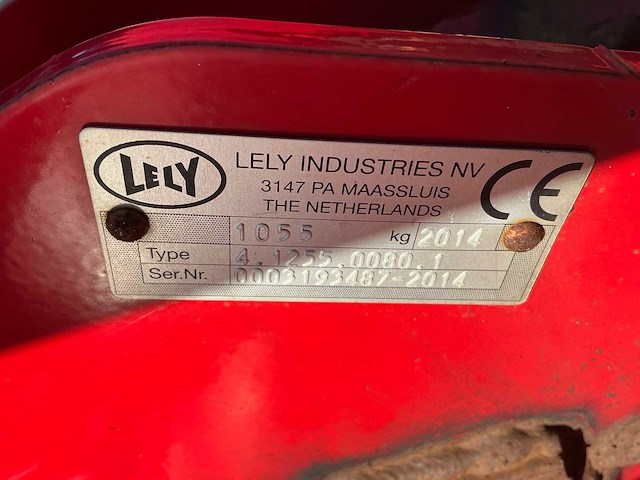 LELY
LELY INDUSTRIES NV
3147 PA MAASSLUIS
THE NETHERLANDS
CE
1055 kg 2014
Type 4.1255.0080.1
Ser.Nr. 0003193487-2014